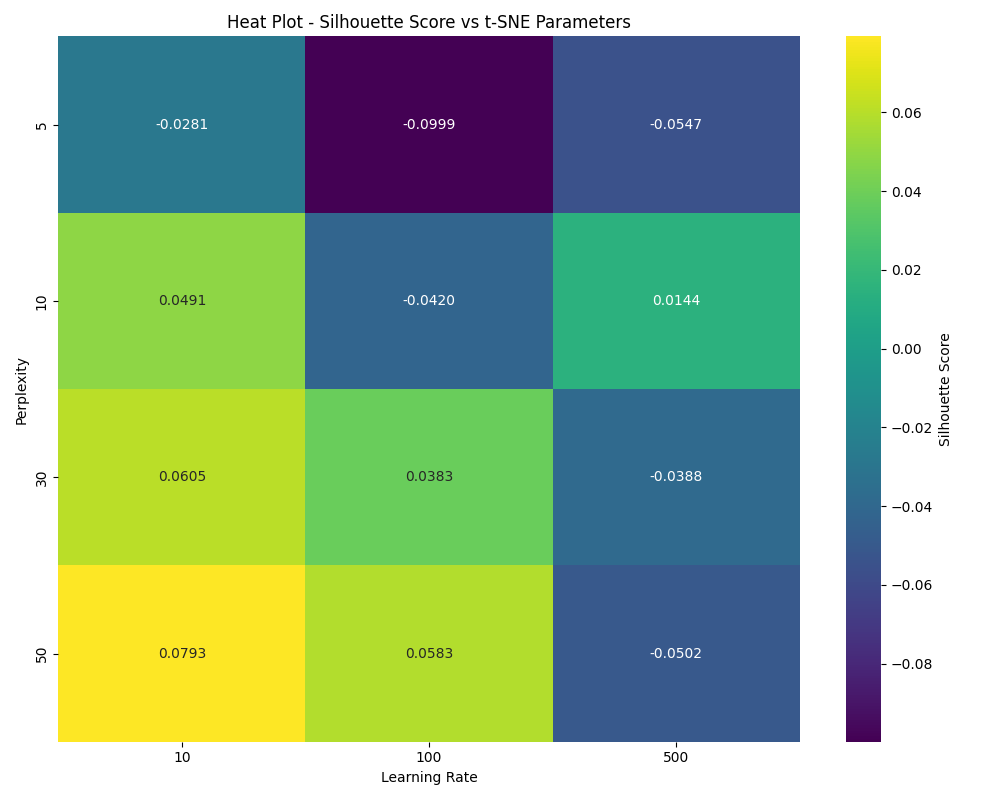 Heat Plot - Silhouette Score vs t-SNE Parameters
Perplexity
5
-0.0281 -0.0999 -0.0547
10
0.0491 -0.0420 0.0144
30
0.0605 0.0383 -0.0388
50
0.0793 0.0583 -0.0502
10 100 500
Learning Rate
0.06
0.04
0.02
0.00
−0.02
−0.04
−0.06
−0.08
Silhouette Score